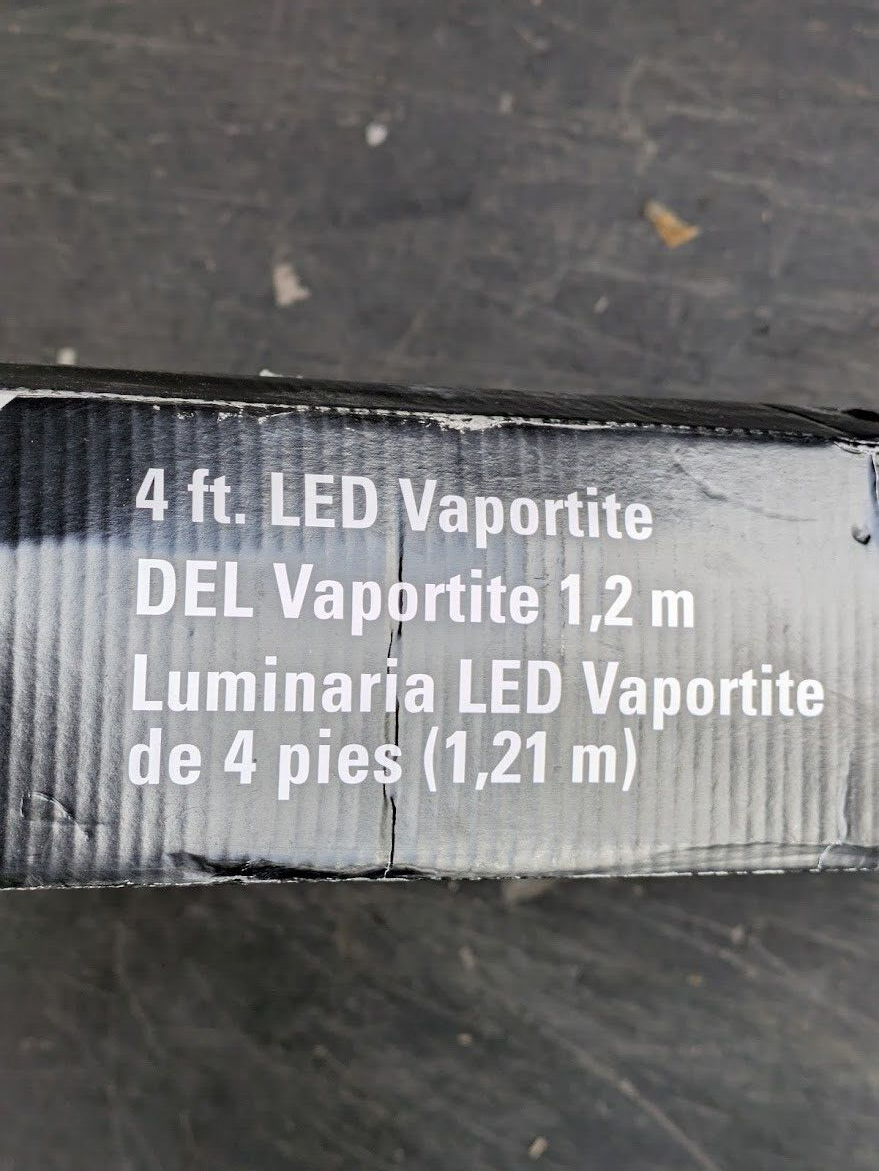 4 ft. LED Vaportite
DEL Vaportite 1,2 m
Luminaria LED Vaportite
de 4 pies (1,21 m)